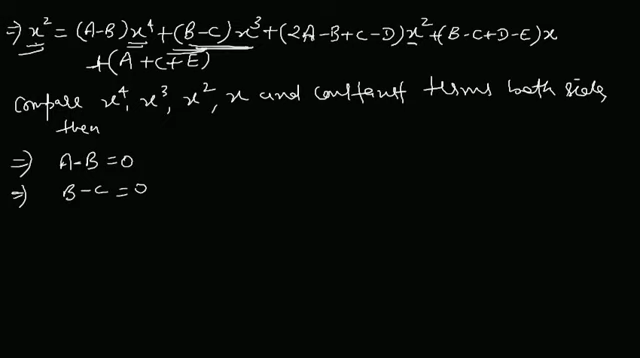 ⇒ x² = (A-B)x⁴ + (B-C)x³ + (2A-B+C-D)x² + (B-C+D-E)x
+(A+C+E)
Compare x⁴, x³, x², x and constant terms both sides
then
⇒ A-B=0
⇒ B-C=0